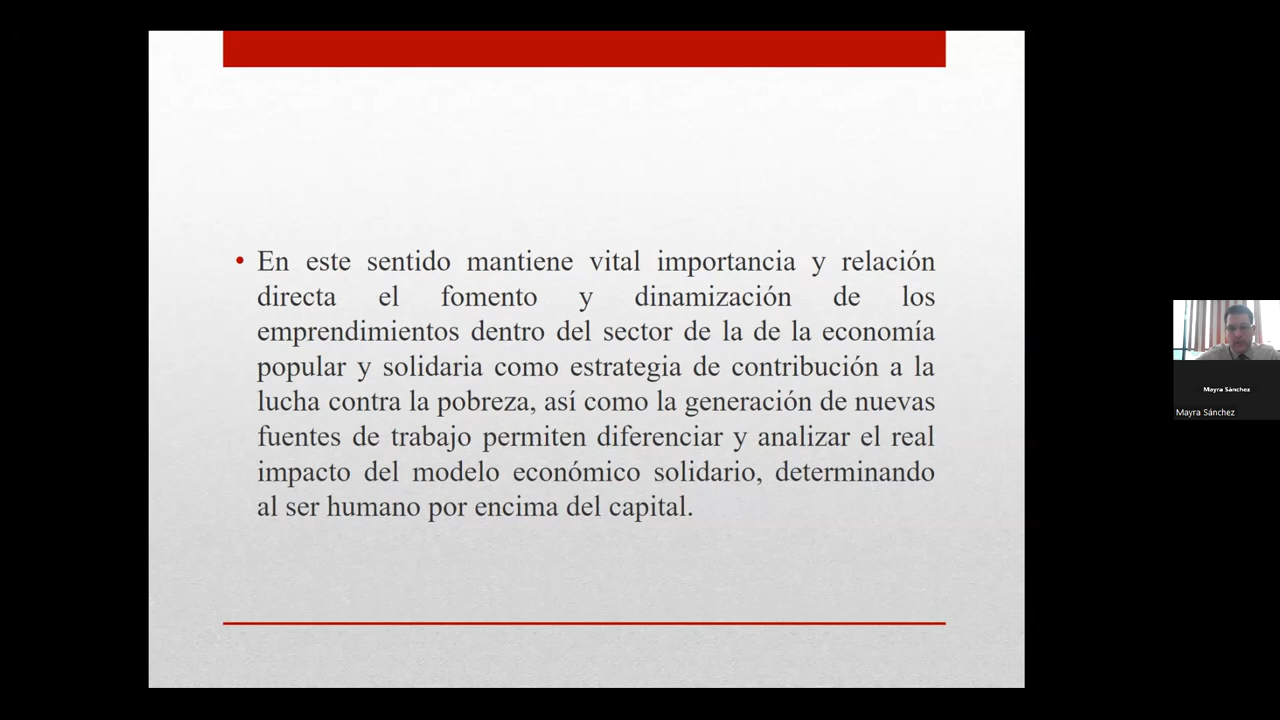 • En este sentido mantiene vital importancia y relación
directa el fomento y dinamización de los
emprendimientos dentro del sector de la de la economía
popular y solidaria como estrategia de contribución a la
lucha contra la pobreza, así como la generación de nuevas
fuentes de trabajo permiten diferenciar y analizar el real
impacto del modelo económico solidario, determinando
al ser humano por encima del capital.
Mayra Sánchez
Mayra Sánchez